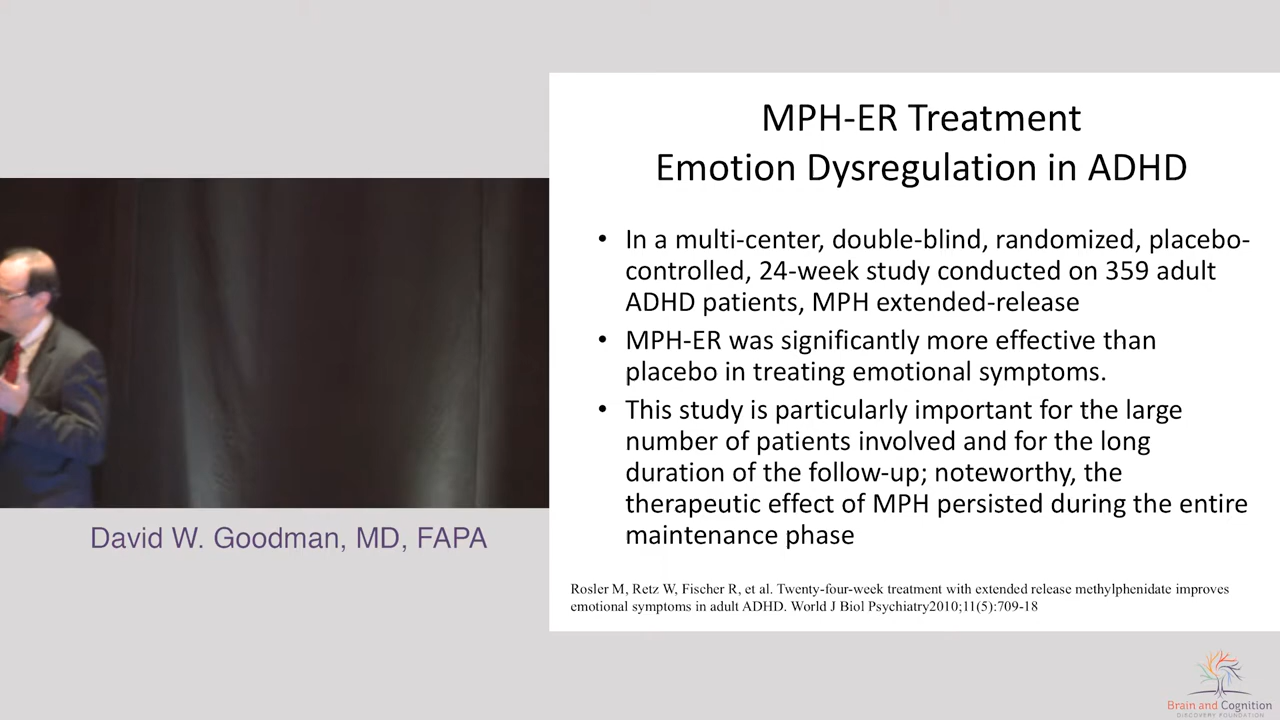 MPH-ER Treatment
Emotion Dysregulation in ADHD
• In a multi-center, double-blind, randomized, placebo-
controlled, 24-week study conducted on 359 adult
ADHD patients, MPH extended-release
• MPH-ER was significantly more effective than
placebo in treating emotional symptoms.
• This study is particularly important for the large
number of patients involved and for the long
duration of the follow-up; noteworthy, the
therapeutic effect of MPH persisted during the entire
maintenance phase
Rosler M, Retz W, Fischer R, et al. Twenty-four-week treatment with extended release methylphenidate improves
emotional symptoms in adult ADHD. World J Biol Psychiatry2010;11(5):709-18
David W. Goodman, MD, FAPA
Brain and Cognition
DISCOVERY FOUNDATION